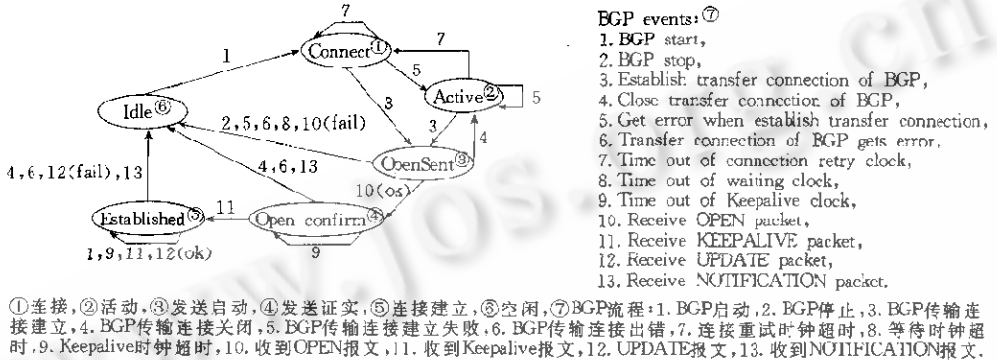 7
BGP events:⑦
Connect①
7
1. BGP start,
1
2. BGP stop,
5
3. Establish transfer connection of BGP,
Active②
5
4. Close transfer connection of BGP,
Idle⑥
3
5. Get error when establish transfer connection,
2,5,6,8,10(fail)
3
4
6. Transfer connection of BGP gets error,
OpenSent③
7. Time out of connection retry clock,
4,6,12(fail),13
4,6,13
10(os)
8. Time out of waiting clock,
9. Time out of Keepalive clock,
Established⑤
11
Open confirm④
10. Receive OPEN packet,
11. Receive KEEPALIVE packet,
1,9,11,12(ok)
9
12. Receive UPDATE packet,
13. Receive NOTIFICATION packet.
①连接,②活动,③发送启动,④发送证实,⑤连接建立,⑥空闲,⑦BGP流程:1. BGP启动,2. BGP停止,3. BGP传输连
接建立,4. BGP传输连接关闭,5. BGP传输连接建立失败,6. BGP传输连接出错,7. 连接重试时钟超时,8. 等待时钟超
时,9. Keepalive时钟超时,10. 收到OPEN报文,11. 收到Keepalive报文,12. UPDATE报文,13. 收到NOTIFICATION报文.
www.jos.org.cn